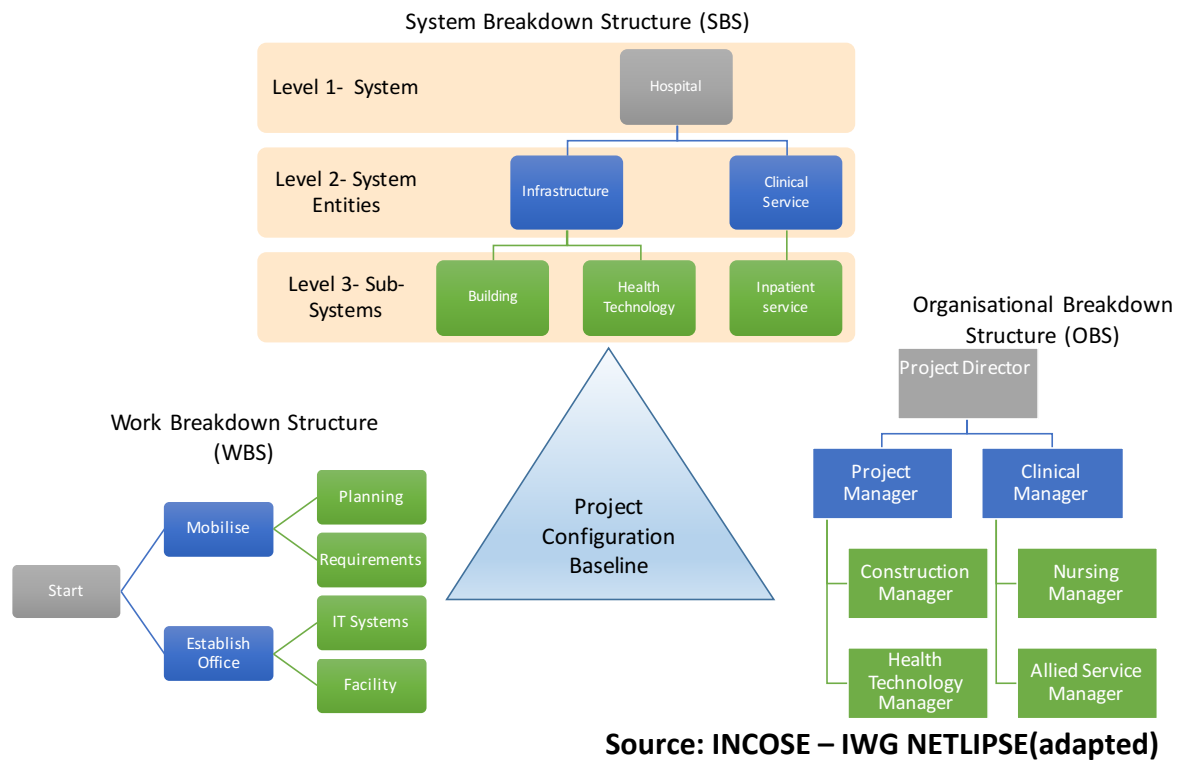 System Breakdown Structure (SBS)
Level 1- System
Hospital
Level 2- System
Entities
Infrastructure
Clinical
Service
Level 3- Sub-
Systems
Building
Health
Technology
Inpatient
service
Organisational Breakdown
Structure (OBS)
Project Director
Project
Manager
Clinical
Manager
Construction
Manager
Nursing
Manager
Health
Technology
Manager
Allied Service
Manager
Work Breakdown Structure
(WBS)
Start
Mobilise
Establish
Office
Planning
Requirements
IT Systems
Facility
Project
Configuration
Baseline
Source: INCOSE – IWG NETLIPSE(adapted)